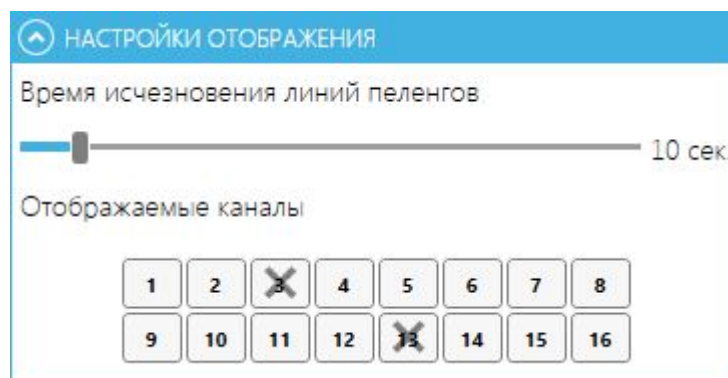 НАСТРОЙКИ ОТОБРАЖЕНИЯ
Время исчезновения линий пеленгов
10 сек.
Отображаемые каналы
1 2 3 4 5 6 7 8
9 10 11 12 13 14 15 16